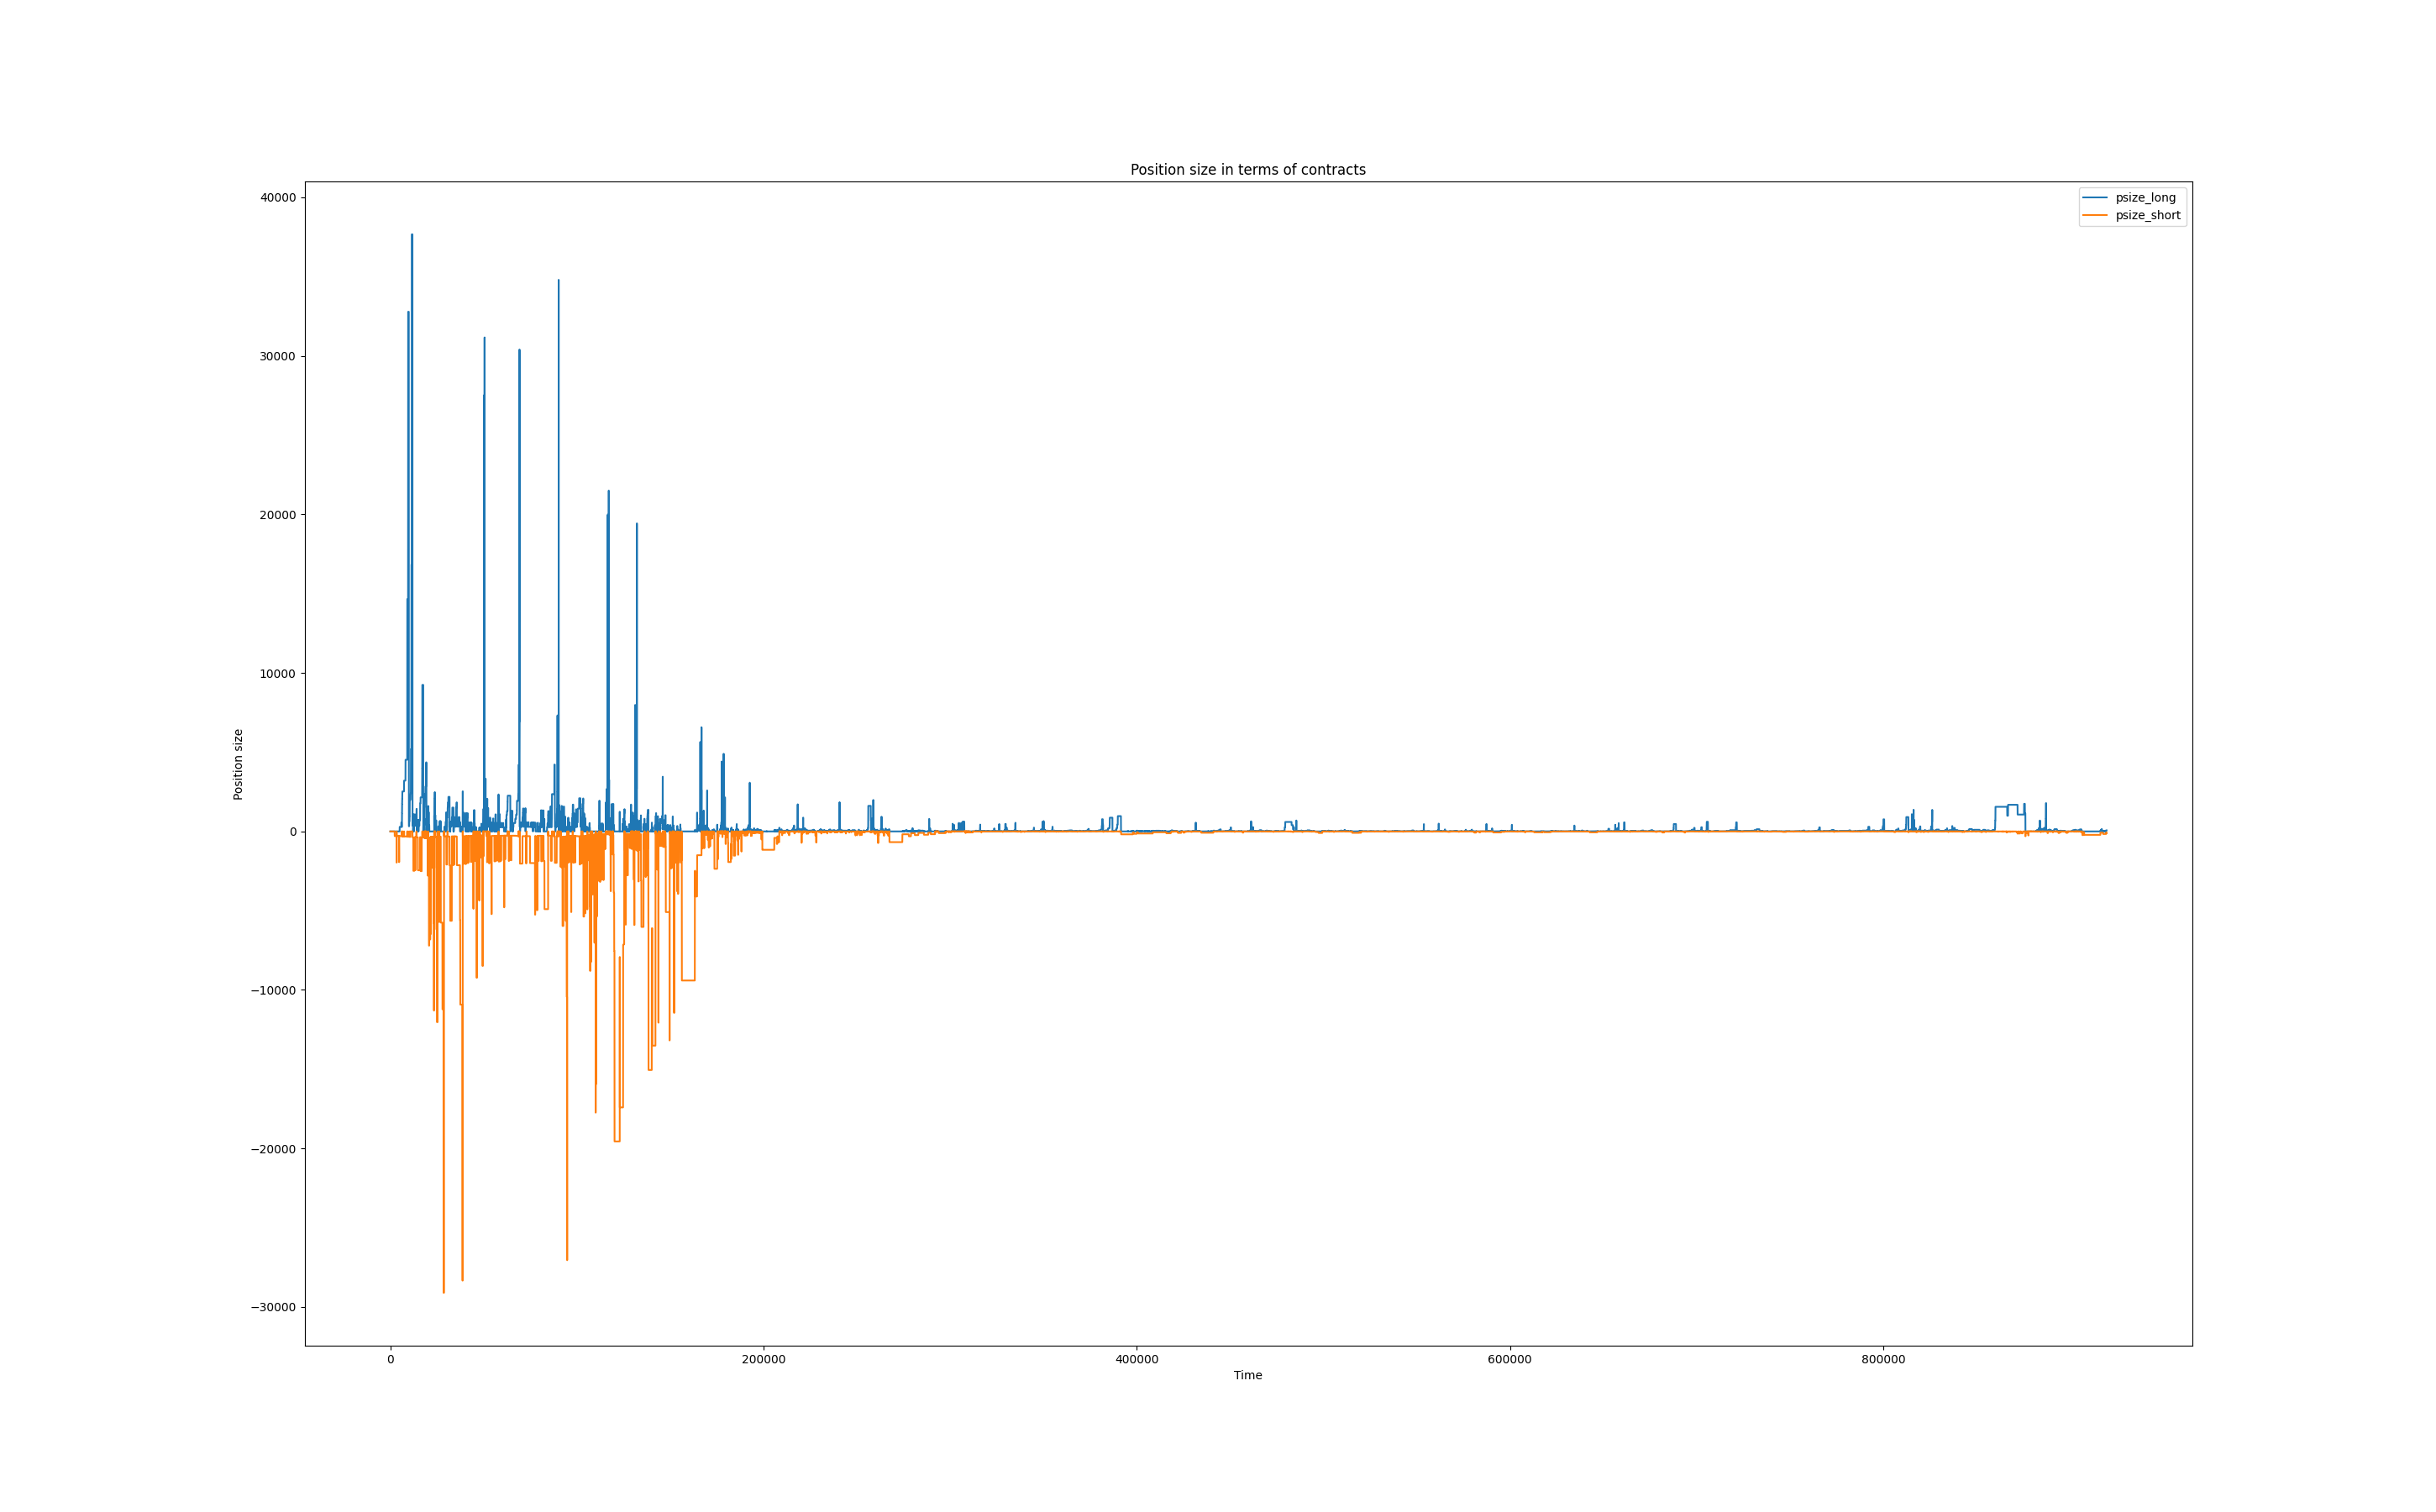 Position size in terms of contracts
psize_long
psize_short
40000
30000
20000
10000
0
−10000
−20000
−30000
Position size
0
200000
400000
600000
800000
Time